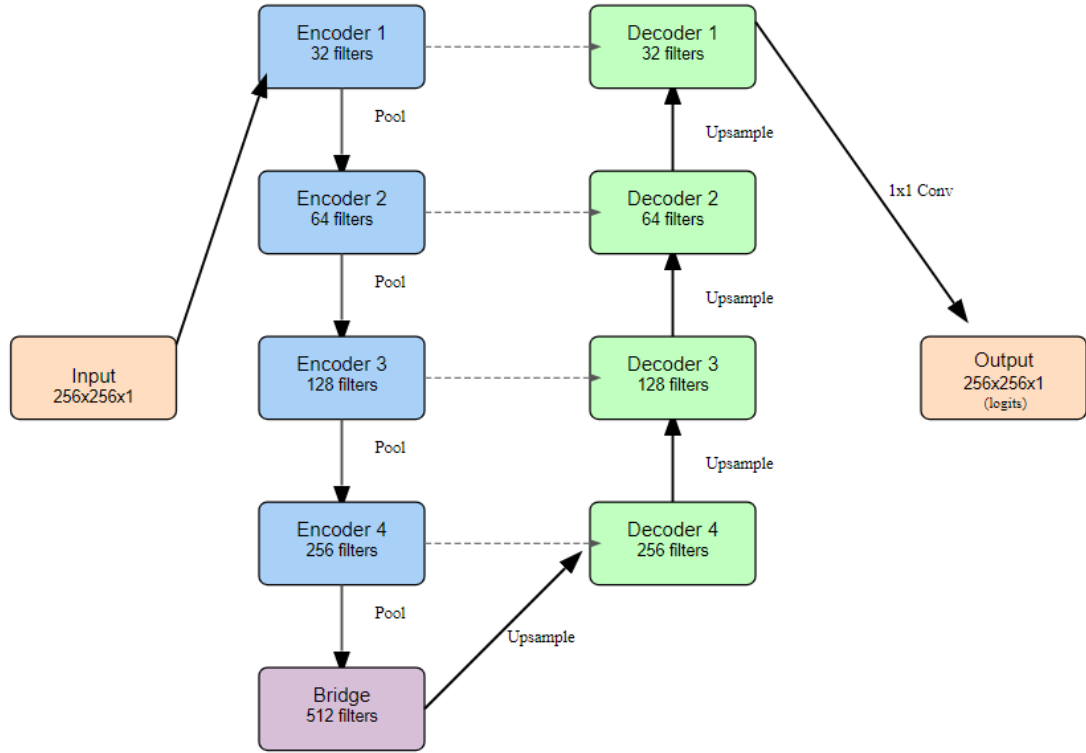 Encoder 1
32 filters
Decoder 1
32 filters
Pool
Upsample
Encoder 2
64 filters
Decoder 2
64 filters
1x1 Conv
Pool
Upsample
Input
256x256x1
Encoder 3
128 filters
Decoder 3
128 filters
Output
256x256x1
(logits)
Pool
Upsample
Encoder 4
256 filters
Decoder 4
256 filters
Pool
Upsample
Bridge
512 filters